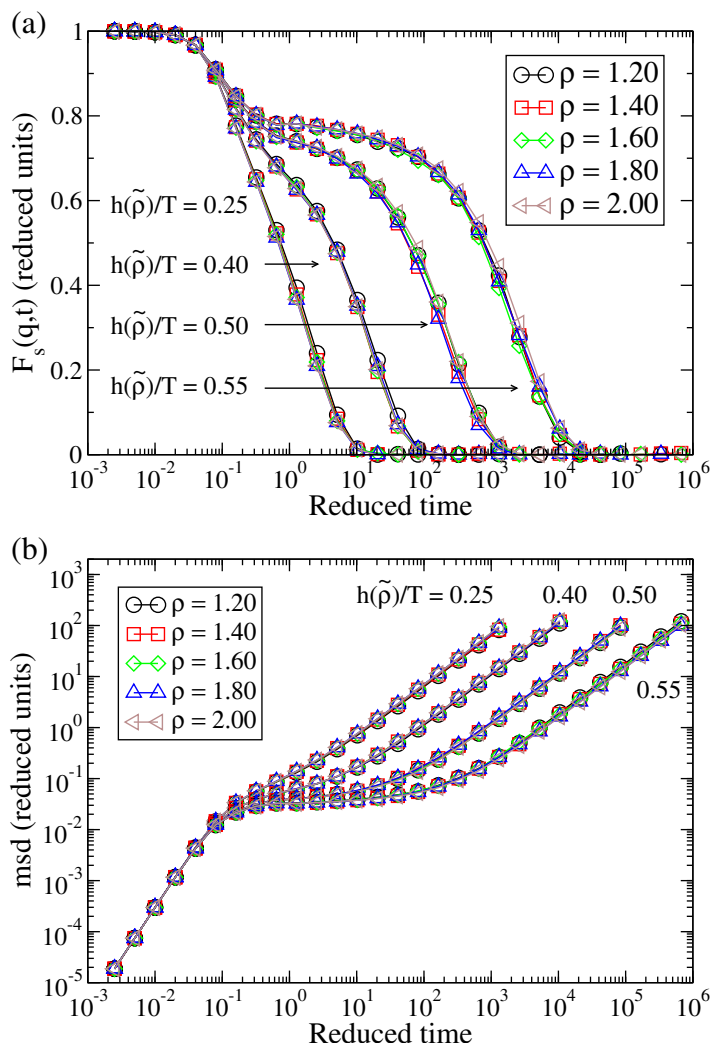 (a)
1
0.8
0.6
0.4
0.2
0
F_s(q,t) (reduced units)
ρ = 1.20
ρ = 1.40
ρ = 1.60
ρ = 1.80
ρ = 2.00
h(ρ̃)/T = 0.25
h(ρ̃)/T = 0.40
h(ρ̃)/T = 0.50
h(ρ̃)/T = 0.55
10^-3 10^-2 10^-1 10^0 10^1 10^2 10^3 10^4 10^5 10^6
Reduced time
(b)
10^3
10^2
10^1
10^0
10^-1
10^-2
10^-3
10^-4
10^-5
msd (reduced units)
ρ = 1.20
ρ = 1.40
ρ = 1.60
ρ = 1.80
ρ = 2.00
h(ρ̃)/T = 0.25 0.40 0.50
0.55
10^-3 10^-2 10^-1 10^0 10^1 10^2 10^3 10^4 10^5 10^6
Reduced time